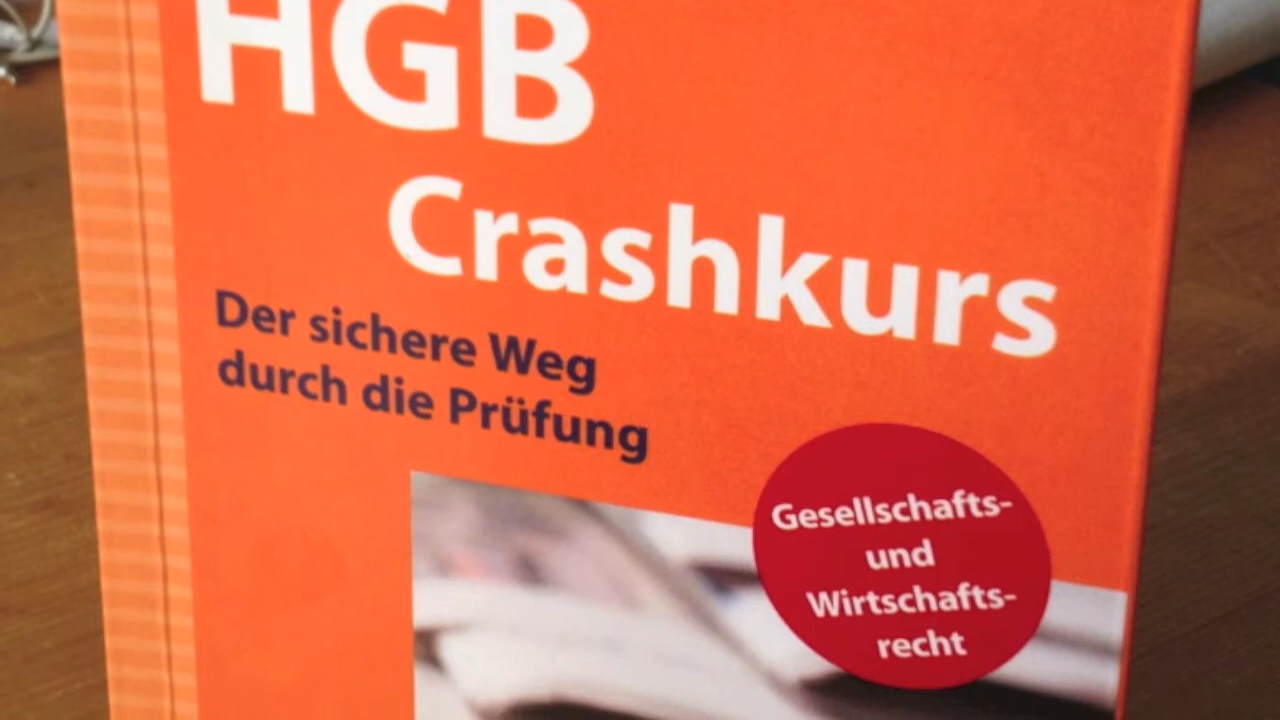 HGB
Crashkurs
Der sichere Weg
durch die Prüfung
Gesellschafts-
und
Wirtschafts-
recht